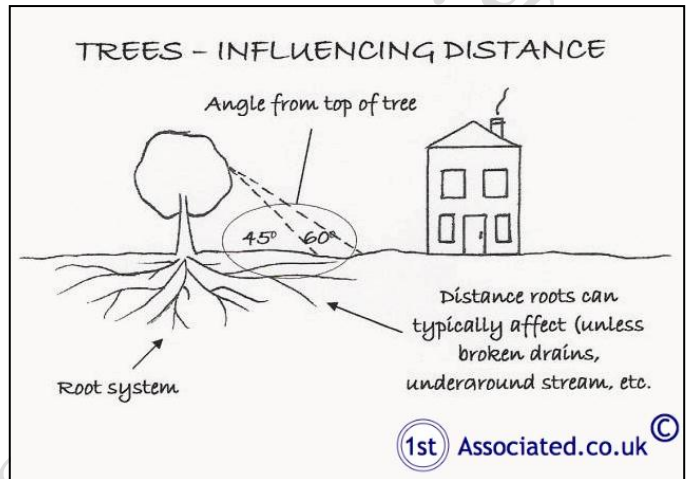 TREES – INFLUENCING DISTANCE
Angle from top of tree
45° 60°
Distance roots can
typically affect (unless
broken drains,
underaround stream, etc.
Root system
1st Associated.co.uk ©